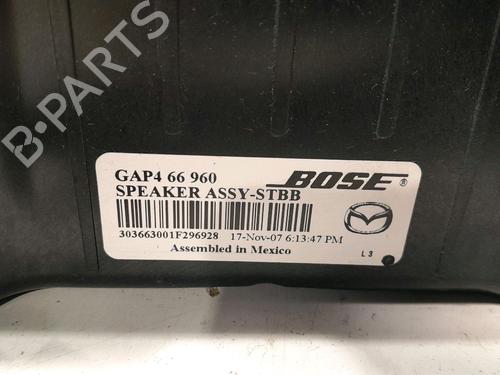 B-PARTS
GAP4 66 960
BOSE®
SPEAKER ASSY-STBB
303663001F296928 17-Nov-07 6:13:47 PM
Assembled in Mexico
L 3